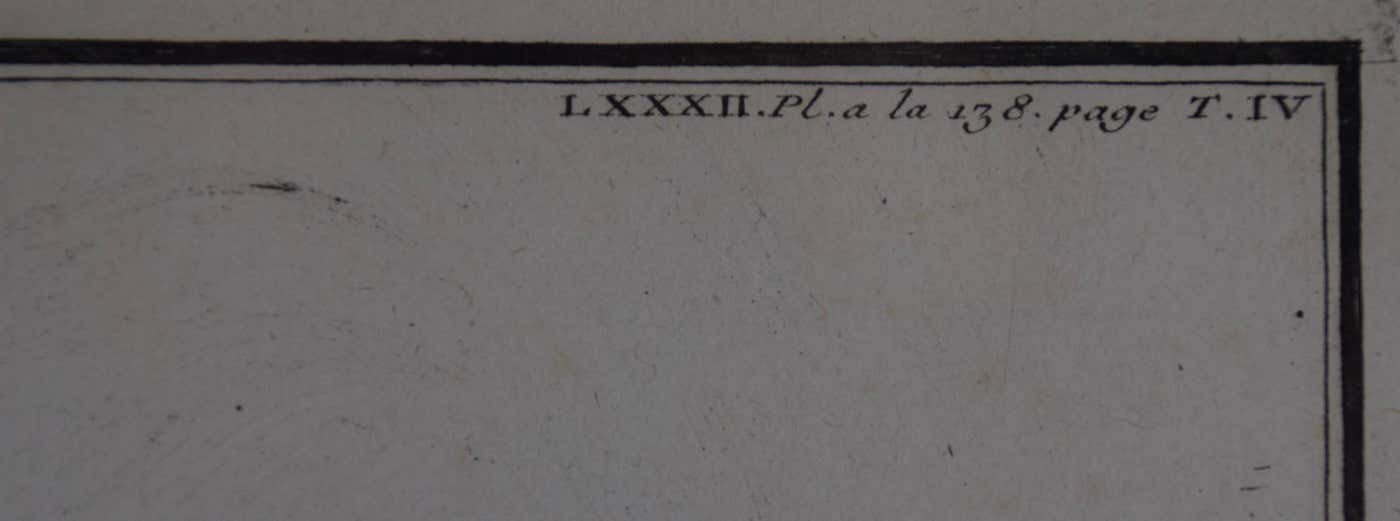 LXXXII. Pl. a la 138. page T. IV